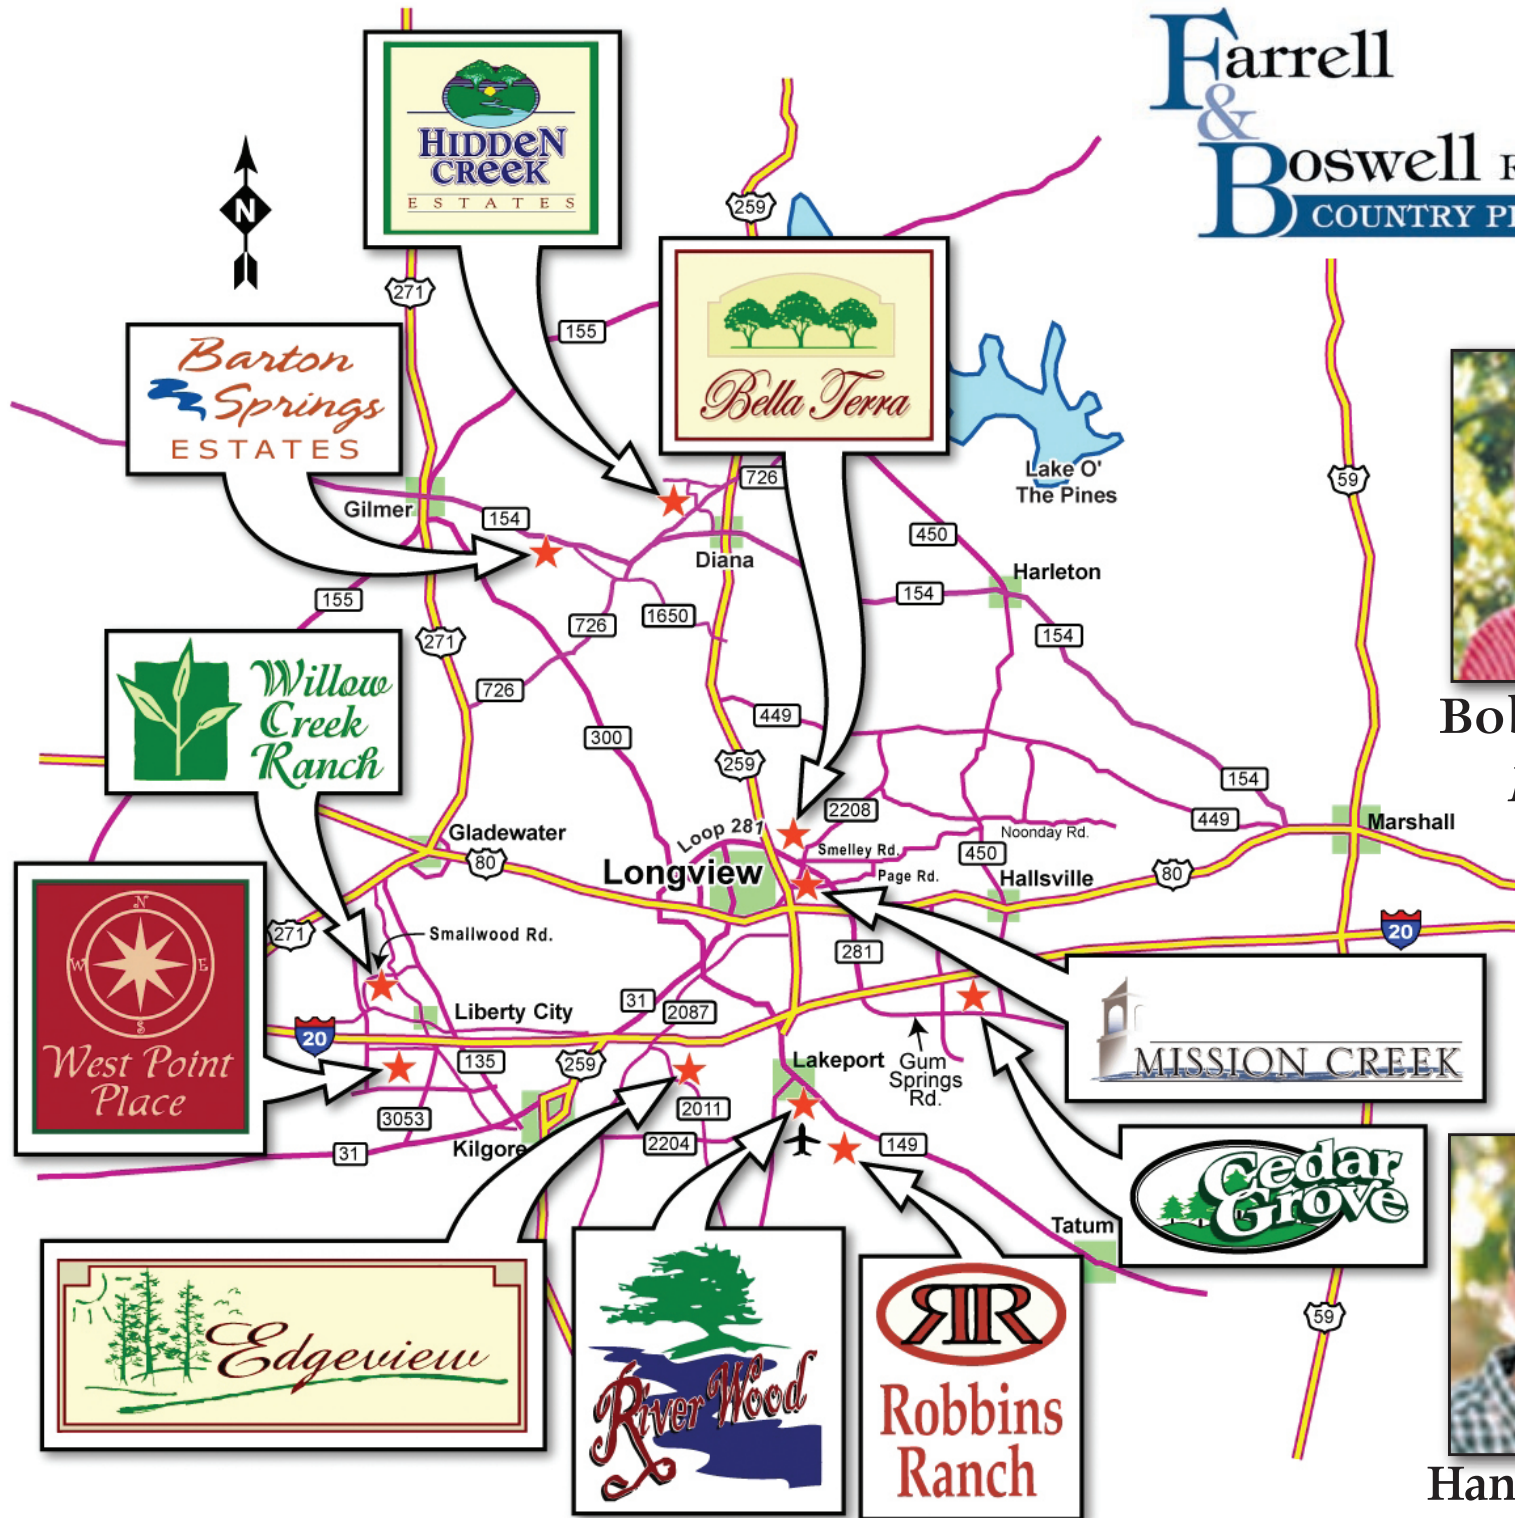 Farrell
&
Boswell
COUNTRY
HIDDEN
CREEK
ESTATES
N
259
271
155
Barton
Springs
ESTATES
Bella Terra
Lake O'
The Pines
59
726
Gilmer
154
450
Diana
Harleton
155
154
1650
726
271
154
Willow
Creek
Ranch
726
449
300
259
154
2208
449
Loop 281
Noonday Rd.
Marshall
Gladewater
Smelley Rd.
450
80
Longview
Page Rd.
Hallsville
80
N
W
E
S
West Point
Place
271
Smallwood Rd.
281
20
31
2087
Liberty City
20
135
259
Lakeport
Gum
Springs
Rd.
MISSION CREEK
3053
2011
Kilgore
2204
149
31
Cedar
Grove
Tatum
Edgeview
River Wood
RR
Robbins
Ranch
59